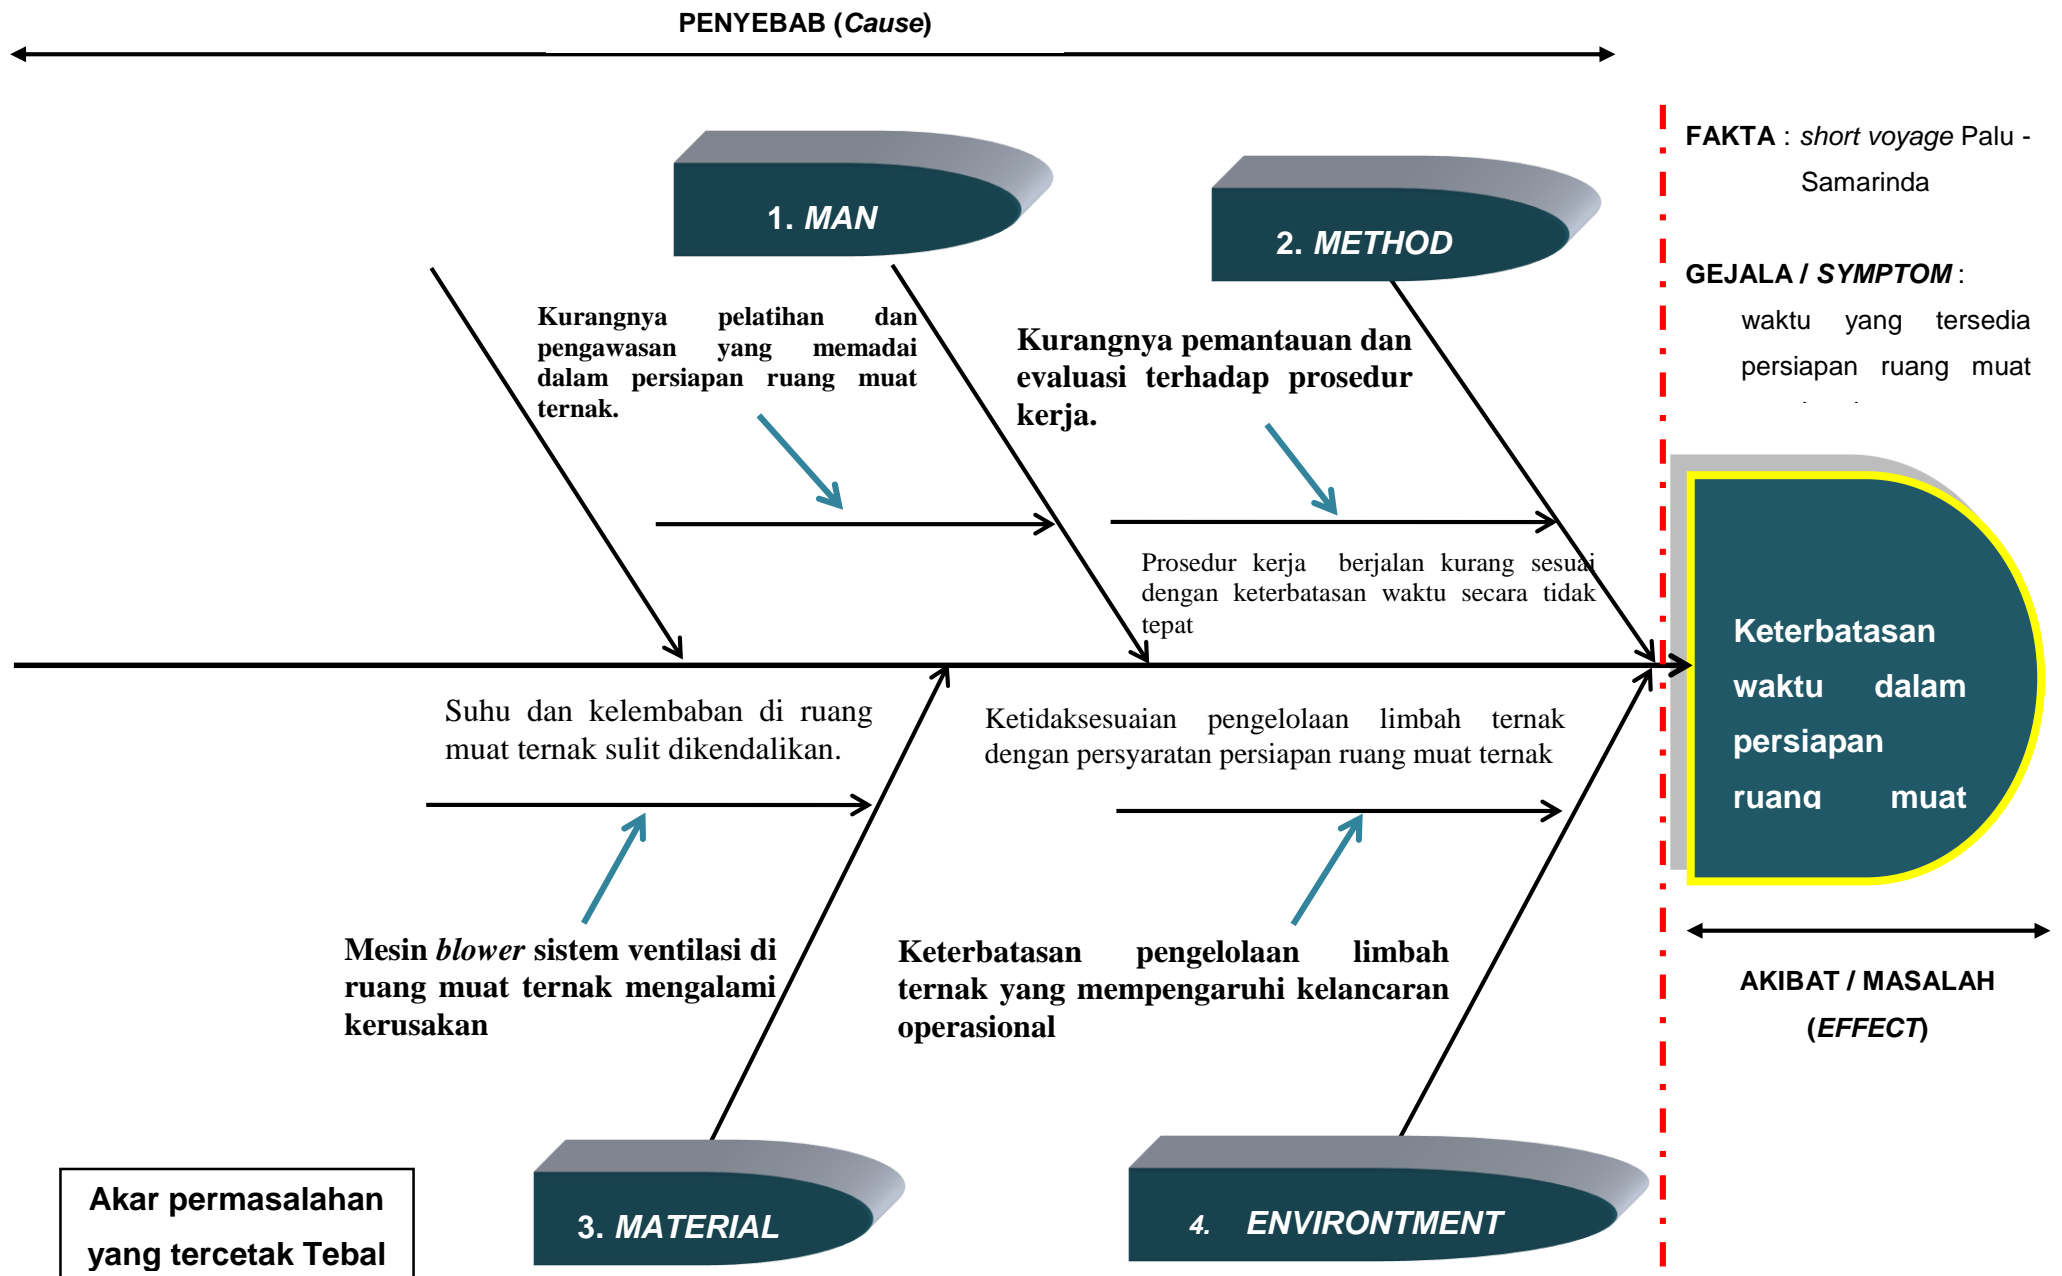 PENYEBAB (Cause)
FAKTA : short voyage Palu -
Samarinda
GEJALA / SYMPTOM :
waktu yang tersedia
persiapan ruang muat
1. MAN
2. METHOD
Kurangnya pelatihan dan
pengawasan yang memadai
dalam persiapan ruang muat
ternak.
Kurangnya pemantauan dan
evaluasi terhadap prosedur
kerja.
Prosedur kerja berjalan kurang sesuai
dengan keterbatasan waktu secara tidak
tepat
Keterbatasan
waktu dalam
persiapan
ruang muat
Suhu dan kelembaban di ruang
muat ternak sulit dikendalikan.
Ketidaksesuaian pengelolaan limbah ternak
dengan persyaratan persiapan ruang muat ternak
Mesin blower sistem ventilasi di
ruang muat ternak mengalami
kerusakan
Keterbatasan pengelolaan limbah
ternak yang mempengaruhi kelancaran
operasional
AKIBAT / MASALAH
(EFFECT)
3. MATERIAL
4. ENVIRONTMENT
Akar permasalahan
yang tercetak Tebal